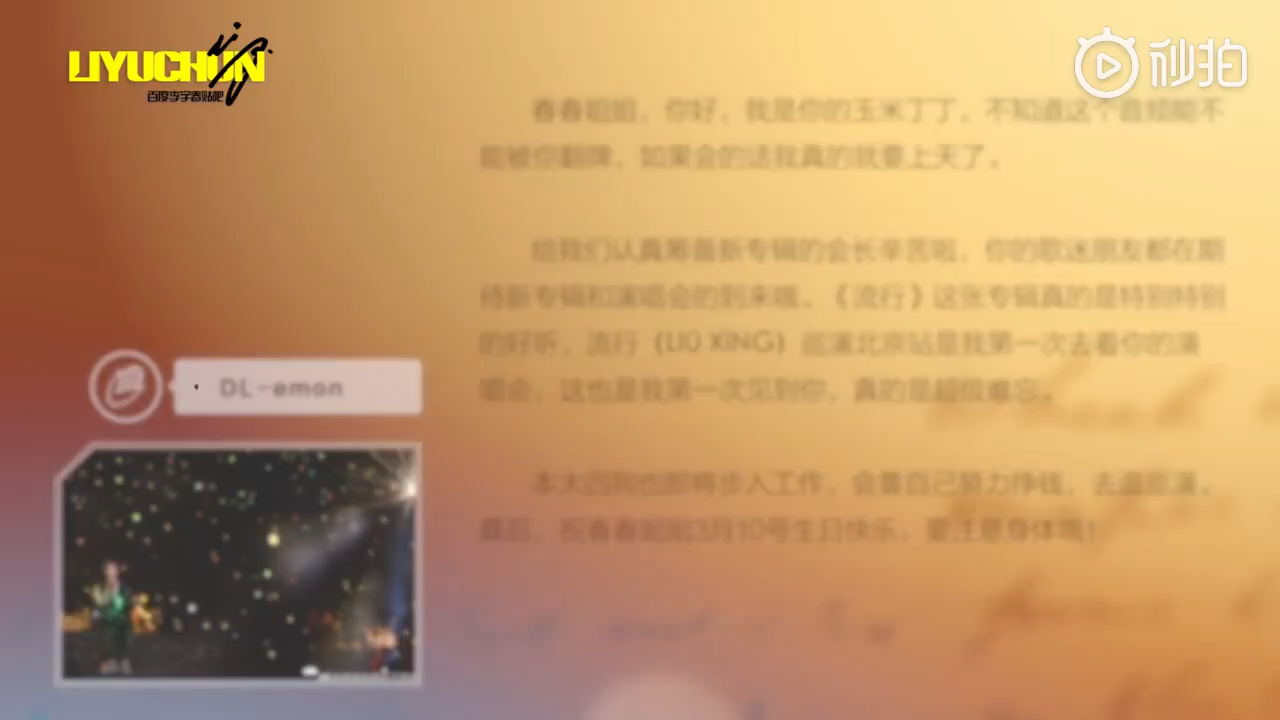 LIYUCHUN
百度李宇春贴吧
秒拍
春春姐姐，你好，我是你的玉米丁丁，不知道这个音频能不
能被你翻牌，如果会的话我真的就要上天了。
给我们认真筹备新专辑的会长辛苦啦，你的歌迷朋友都在期
待新专辑和演唱会的到来哦，《流行》这张专辑真的是特别特别
的好听，流行（LIU XING）巡演北京站是我第一次去看你的演
唱会，这也是我第一次见到你，真的是超级难忘。
DL-emon
本大四狗也即将步入工作，会靠自己努力挣钱，去追巡演。
最后，祝春春姐姐3月10号生日快乐，要注意身体哦！